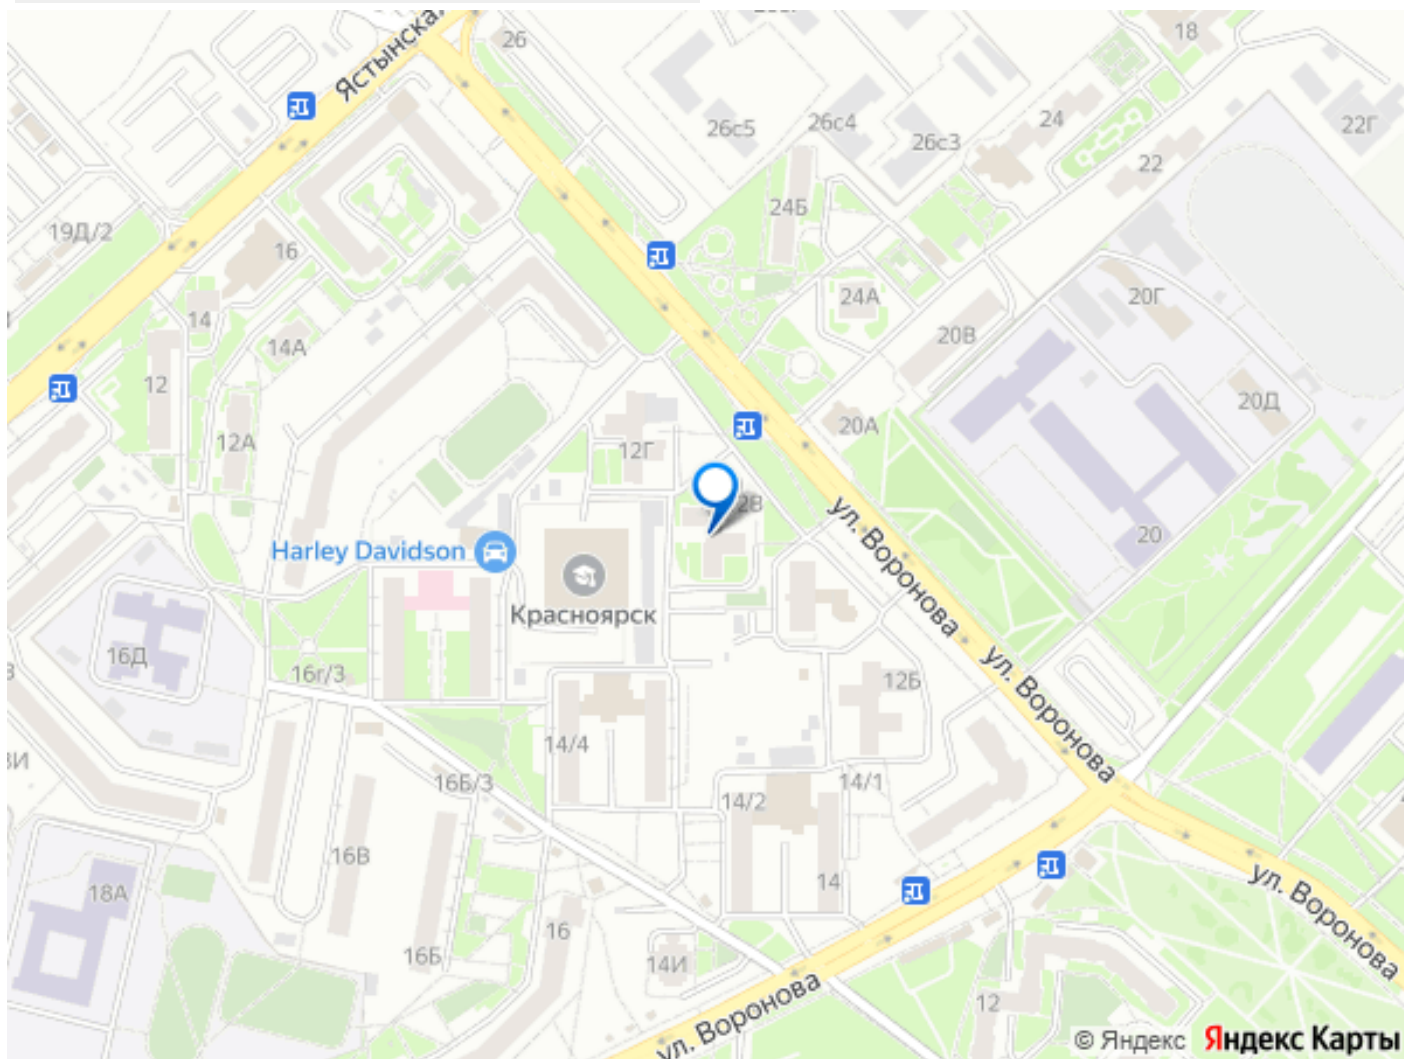 Ястынская
26
18
26с5
26с4
26с3
24
22
22Г
24Б
19Д/2
16
14
14А
24А
20Г
20В
12
12А
12Г
20А
20Д
2В
ул. Воронова
20
Harley Davidson
Красноярск
16Д
16г/3
ул. Воронова
12Б
14/4
16Б/3
14/2
14/1
16В
18А
14
ул. Воронова
16Б
16
14И
ул. Воронова
12
© Яндекс Яндекс Карты